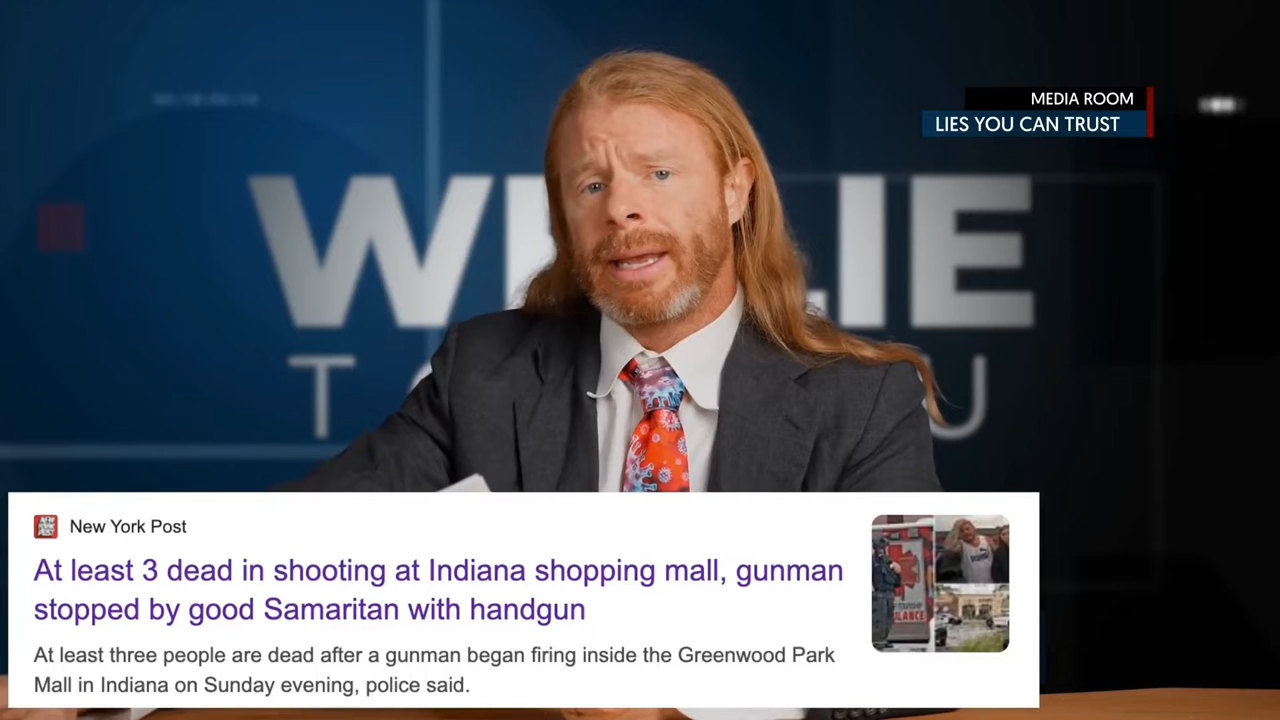 MEDIA ROOM
LIES YOU CAN TRUST
New York Post
At least 3 dead in shooting at Indiana shopping mall, gunman
stopped by good Samaritan with handgun
At least three people are dead after a gunman began firing inside the Greenwood Park
Mall in Indiana on Sunday evening, police said.